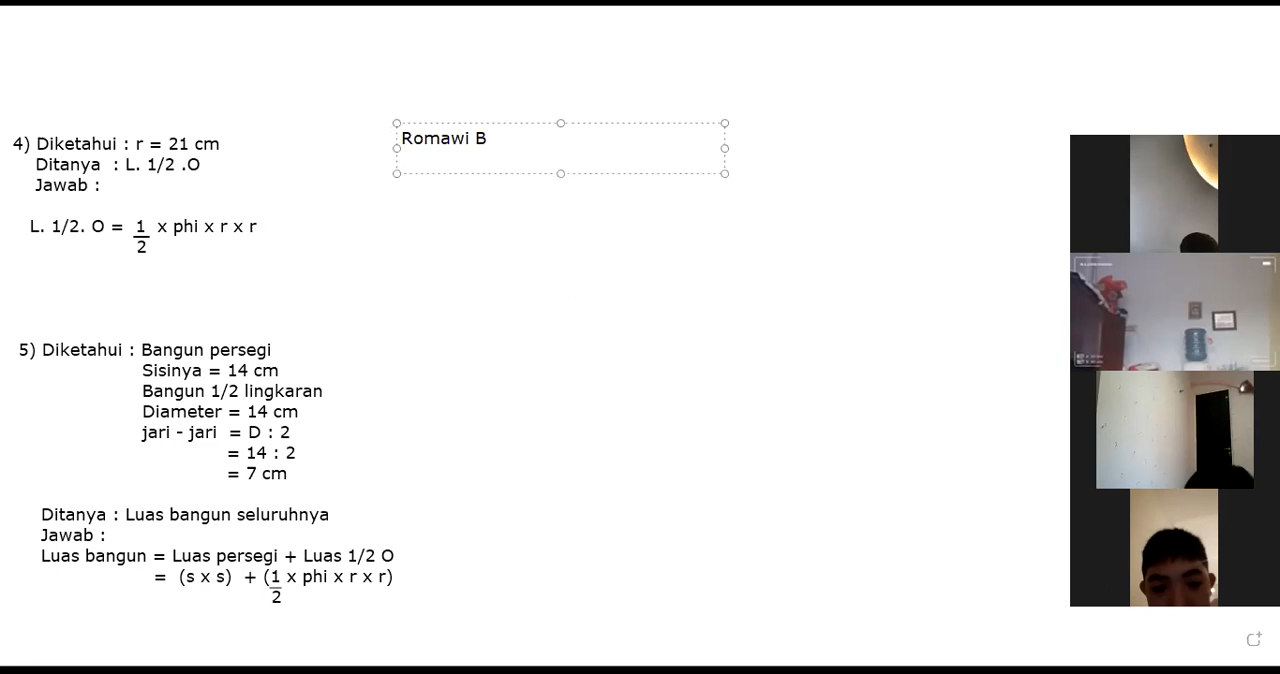 4) Diketahui : r = 21 cm
Ditanya : L. 1/2 .O
Jawab :
L. 1/2. O = 1/2 x phi x r x r
5) Diketahui : Bangun persegi
Sisinya = 14 cm
Bangun 1/2 lingkaran
Diameter = 14 cm
jari - jari = D : 2
= 14 : 2
= 7 cm
Ditanya : Luas bangun seluruhnya
Jawab :
Luas bangun = Luas persegi + Luas 1/2 O
= (s x s) + (1/2 x phi x r x r)
Romawi B